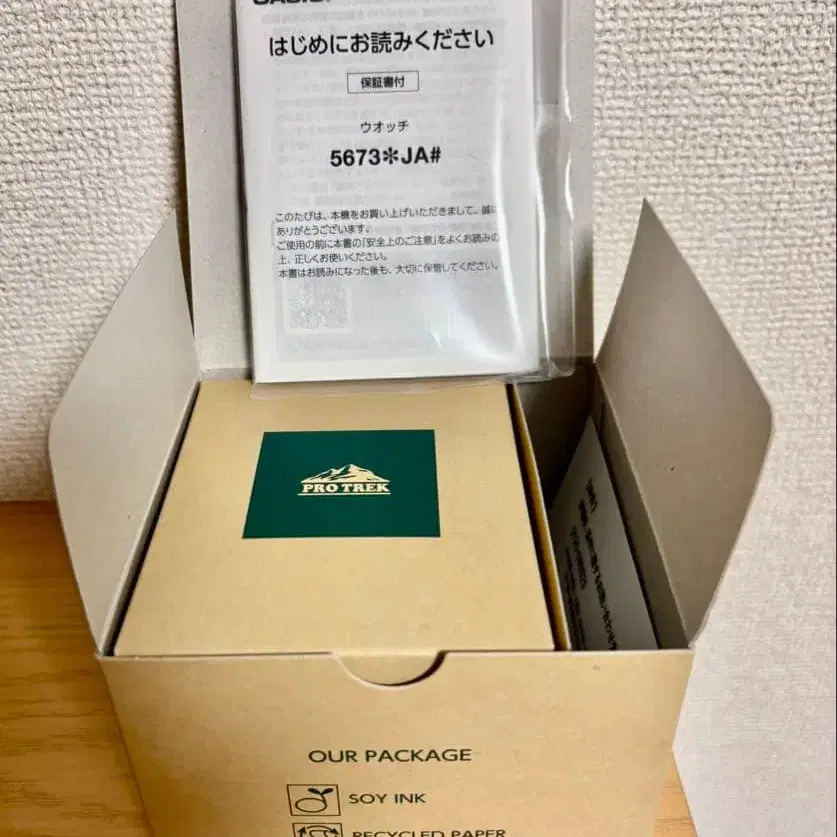 はじめにお読みください
保証書付
ウオッチ
5673✽JA#
このたびは、本機をお買い上げいただきまして、誠に
ありがとうございます。
ご使用の前に本書の「安全上のご注意」をよくお読みの
上、正しくお使いください。
本書はお読みになった後も、大切に保管してください。
PRO TREK
OUR PACKAGE
SOY INK
RECYCLED PAPER